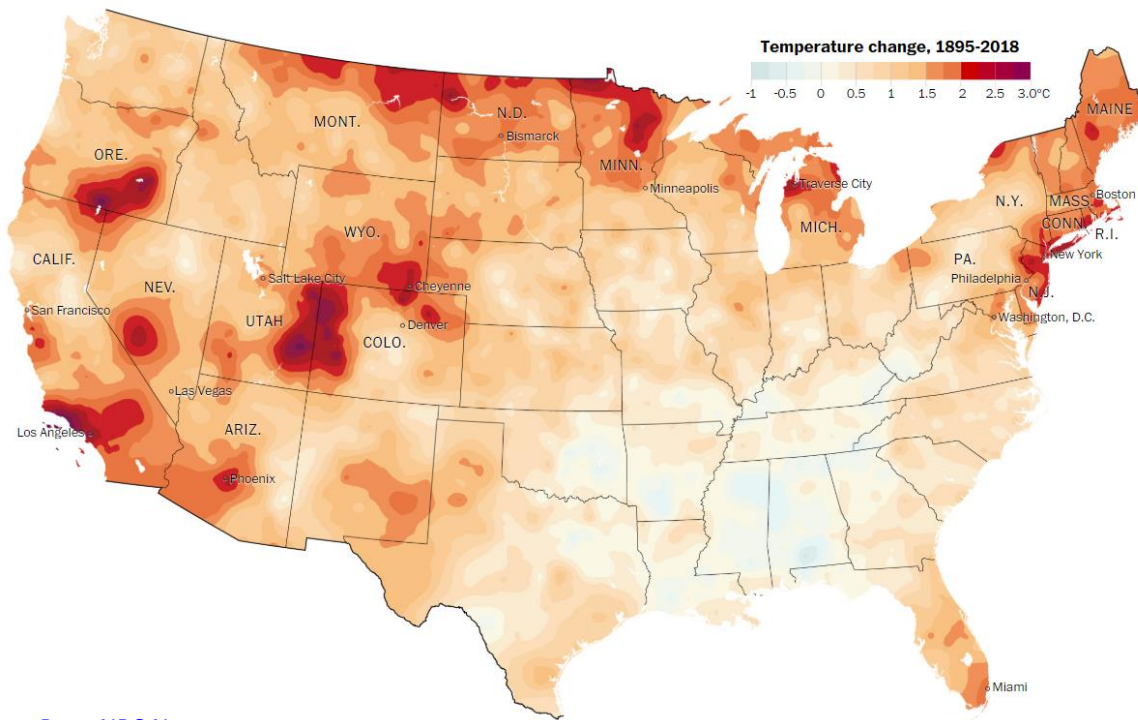 Temperature change, 1895-2018
-1 -0.5 0 0.5 1 1.5 2 2.5 3.0°C
MAINE
N.D.
MONT.
Bismarck
ORE.
MINN.
Traverse City
Minneapolis
Boston
N.Y.
MASS.
MICH.
CONN.
WYO.
R.I.
CALIF.
PA.
New York
Salt Lake City
Cheyenne
Philadelphia
NEV.
N.J.
San Francisco
UTAH
Denver
COLO.
Washington, D.C.
Las Vegas
ARIZ.
Los Angeles
Phoenix
Miami